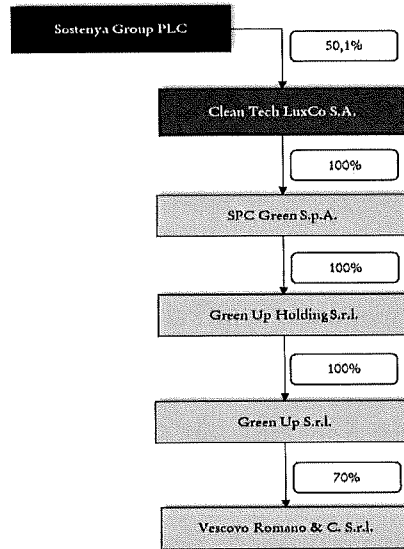 Sostenya Group PLC
50,1%
Clean Tech LuxCo S.A.
100%
SPC Green S.p.A.
100%
Green Up Holding S.r.l.
100%
Green Up S.r.l.
70%
Vescovo Romano & C. S.r.l.